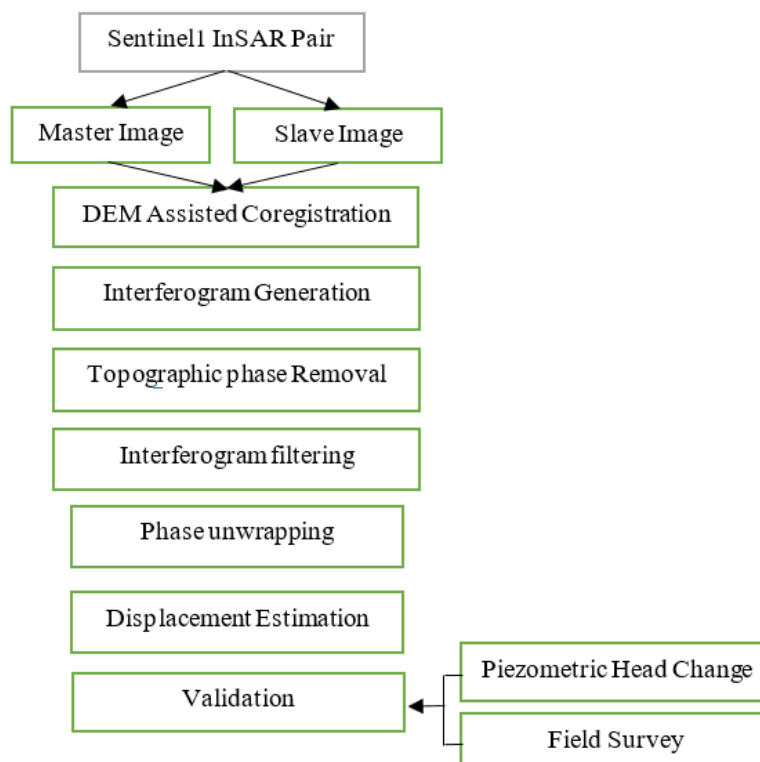 Sentinel1 InSAR Pair
Master Image
Slave Image
DEM Assisted Coregistration
Interferogram Generation
Topographic phase Removal
Interferogram filtering
Phase unwrapping
Displacement Estimation
Piezometric Head Change
Validation
Field Survey